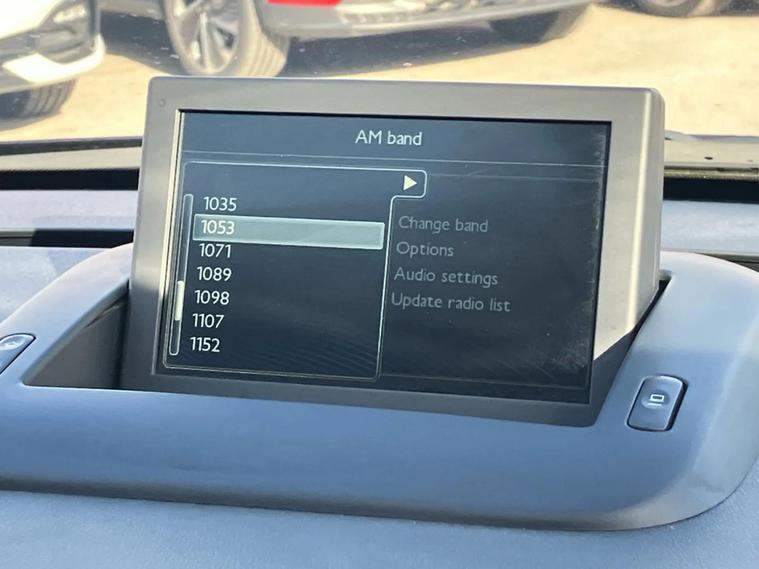 AM band
1035
1053
1071
1089
1098
1107
1152
Change band
Options
Audio settings
Update radio list